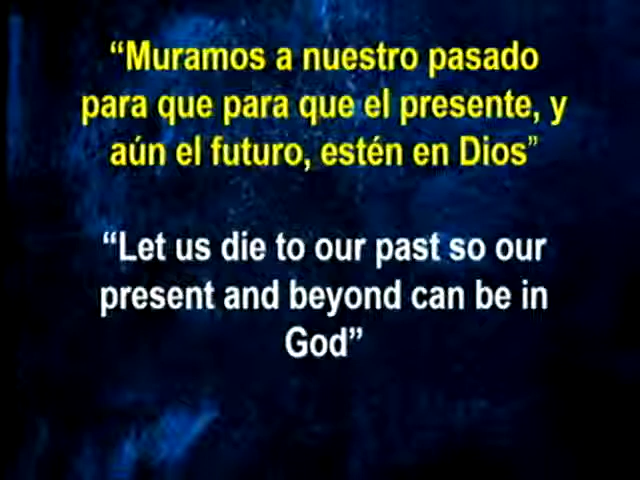 “Muramos a nuestro pasado
para que para que el presente, y
aún el futuro, estén en Dios”
“Let us die to our past so our
present and beyond can be in
God”